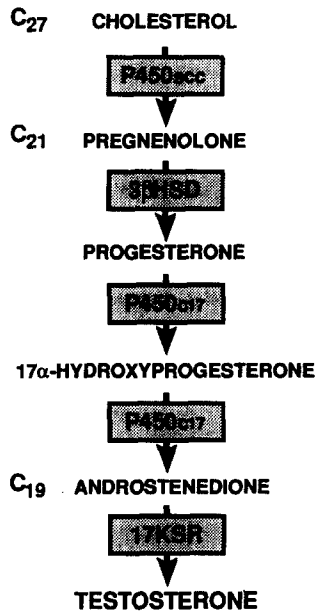 C27 CHOLESTEROL
P450scc
C21 PREGNENOLONE
3βHSD
PROGESTERONE
P450c17
17α-HYDROXYPROGESTERONE
P450c17
C19 ANDROSTENEDIONE
17KSR
TESTOSTERONE